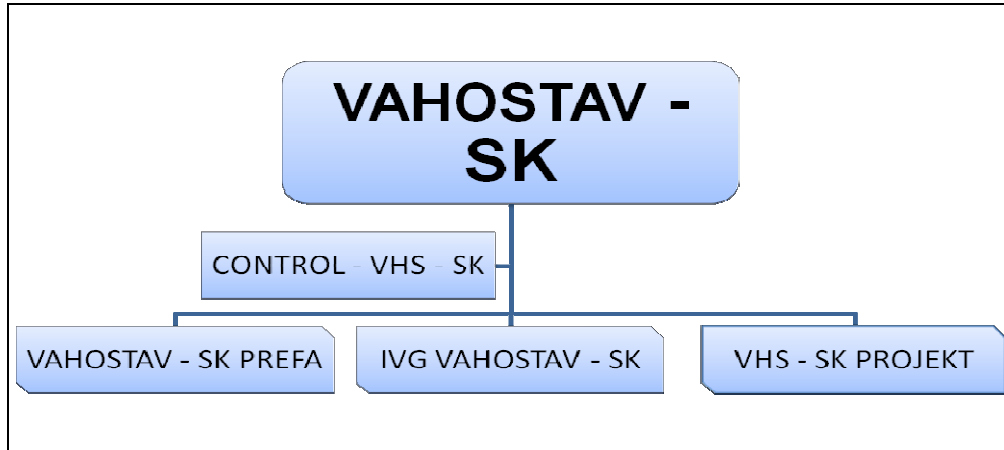 VAHOSTAV -
SK
CONTROL - VHS - SK
VAHOSTAV - SK PREFA
IVG VAHOSTAV - SK
VHS - SK PROJEKT